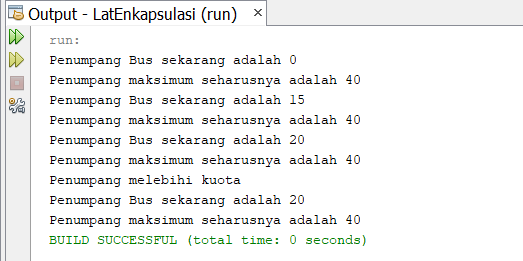 Output - LatEnkapsulasi (run) ×
run:
Penumpang Bus sekarang adalah 0
Penumpang maksimum seharusnya adalah 40
Penumpang Bus sekarang adalah 15
Penumpang maksimum seharusnya adalah 40
Penumpang Bus sekarang adalah 20
Penumpang maksimum seharusnya adalah 40
Penumpang melebihi kuota
Penumpang Bus sekarang adalah 20
Penumpang maksimum seharusnya adalah 40
BUILD SUCCESSFUL (total time: 0 seconds)